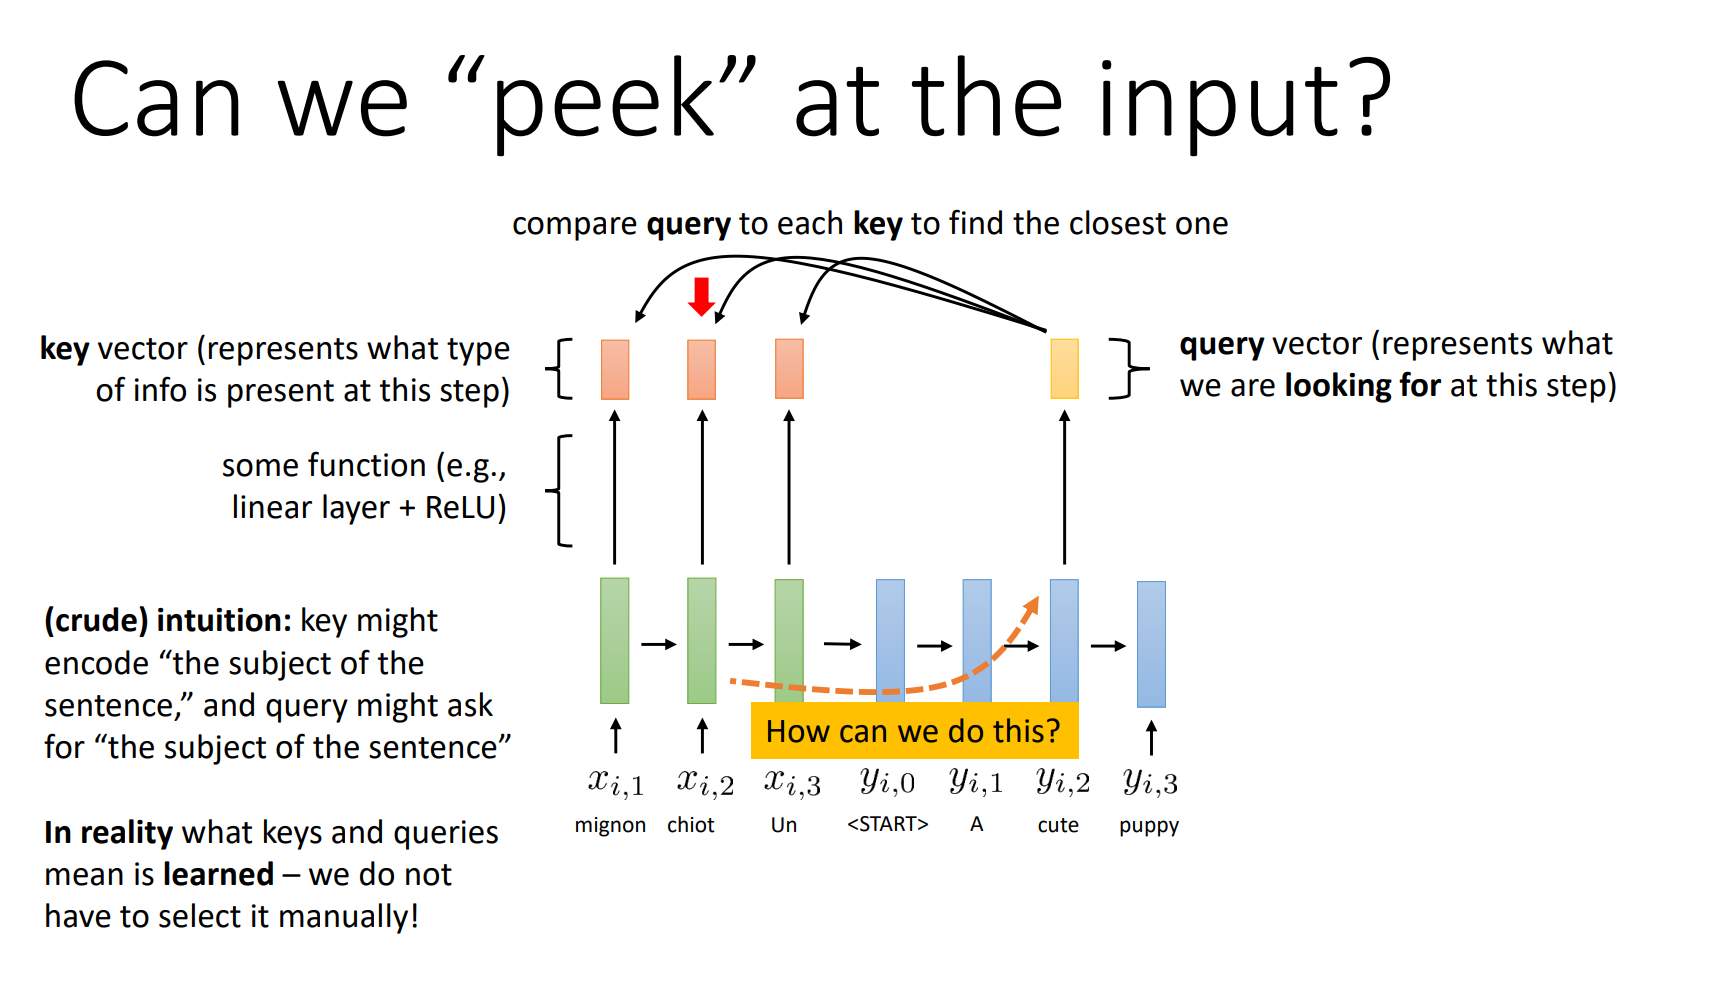 Can we “peek” at the input?
compare query to each key to find the closest one
key vector (represents what type
of info is present at this step)
query vector (represents what
we are looking for at this step)
some function (e.g.,
linear layer + ReLU)
(crude) intuition: key might
encode “the subject of the
sentence,” and query might ask
for “the subject of the sentence”
In reality what keys and queries
mean is learned – we do not
have to select it manually!
How can we do this?
x_{i,1} x_{i,2} x_{i,3} y_{i,0} y_{i,1} y_{i,2} y_{i,3}
mignon chiot Un <START> A cute puppy